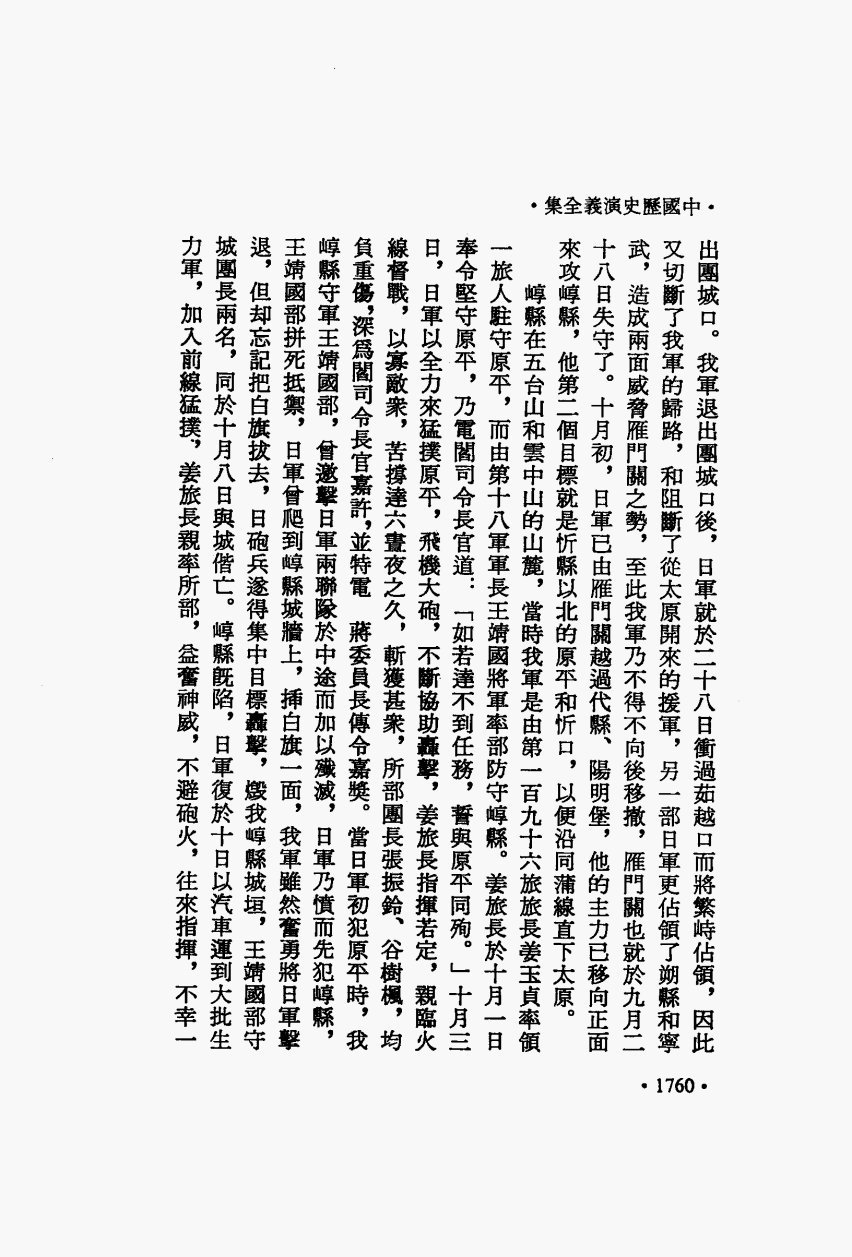 •中國歷史演義全集•
出團城口。我軍退出團城口後，日軍就於二十八日衝過茹越口而將繁峙佔領，因此
又切斷了我軍的歸路，和阻斷了從太原開來的援軍，另一部日軍更佔領了朔縣和寧
武，造成兩面威脅雁門關之勢，至此我軍乃不得不向後移撤，雁門關也就於九月二
十八日失守了。十月初，日軍已由雁門關越過代縣、陽明堡，他的主力已移向正面
來攻崞縣，他第二個目標就是忻縣以北的原平和忻口，以便沿同蒲線直下太原。
崞縣在五台山和雲中山的山麓，當時我軍是由第一百九十六旅旅長姜玉貞率領
一旅人駐守原平，而由第十八軍軍長王靖國將軍率部防守崞縣。姜旅長於十月一日
奉令堅守原平，乃電閻司令長官道：「如若達不到任務，誓與原平同殉。」十月三
日，日軍以全力來猛撲原平，飛機大砲，不斷協助轟擊，姜旅長指揮若定，親臨火
線督戰，以寡敵衆，苦撐達六晝夜之久，斬獲甚衆，所部團長張振鈴、谷樹楓，均
負重傷，深爲閻司令長官嘉許，並特電　蔣委員長傳令嘉獎。當日軍初犯原平時，我
崞縣守軍王靖國部，曾邀擊日軍兩聯隊於中途而加以殲滅，日軍乃憤而先犯崞縣，
王靖國部拼死抵禦，日軍曾爬到崞縣城牆上，揷白旗一面，我軍雖然奮勇將日軍擊
退，但却忘記把白旗拔去，日砲兵遂得集中目標轟擊，燬我崞縣城垣，王靖國部守
城團長兩名，同於十月八日與城偕亡。崞縣旣陷，日軍復於十日以汽車運到大批生
力軍，加入前線猛撲、姜旅長親率所部，益奮神威，不避砲火，往來指揮，不幸一
•1760•